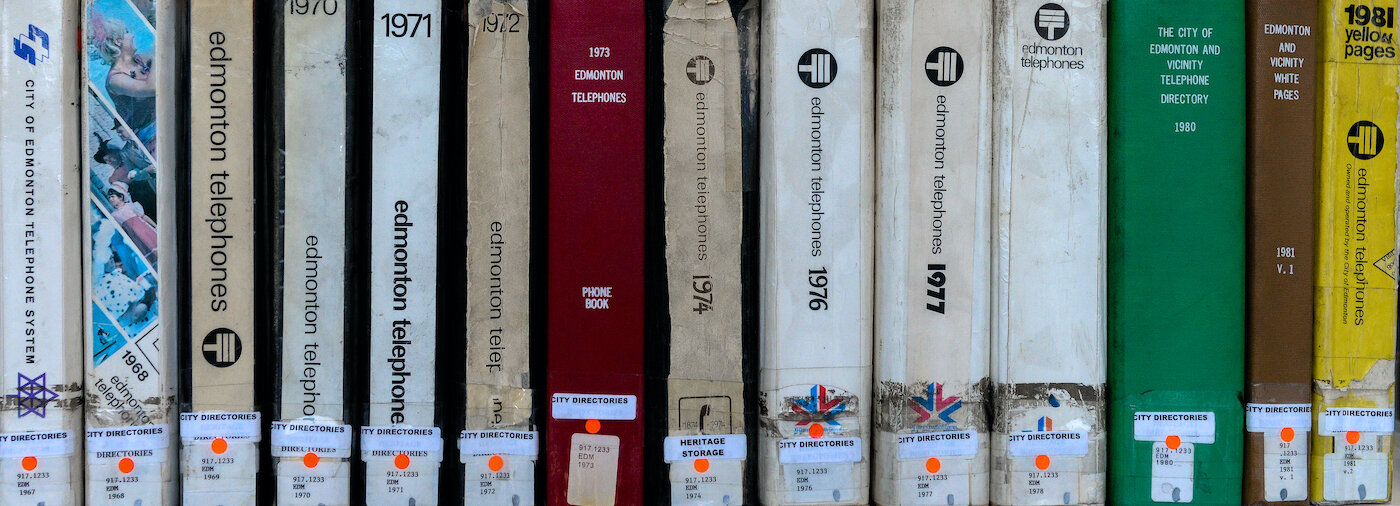 CITY OF EDMONTON TELEPHONE SYSTEM
CITY DIRECTORIES
917.1233
EDM
1967
1968
edmonton
CITY DIRECTORIES
DIRECTORIES
917.1233
EDM
1968
edmonton telephones
CITY DIRECTORIES
917.1233
EDM
1969
1970
edmonton telepho
CITY DIRECTORIES
DIRECTORIES
917.1233
EDM
1970
1971
edmonton telephone
CITY DIRECTORIES
DIRECTORIES
917.1233
EDM
1971
1972
edmonton
CITY DIRECTORIES
917.1233
EDM
1972
1973
EDMONTON
TELEPHONES
PHONE
BOOK
CITY DIRECTORIES
917.1233
EDM
1973
edmonton telephones 1974
HERITAGE
STORAGE
917.1233
EDM
1974
edmonton telephones 1976
CITY DIRECTORIES
917.1233
EDM
1976
edmonton telephones 1977
CITY DIRECTORIES
917.1233
EDM
1977
edmonton
telephones
CITY DIRECTORIES
917.1233
EDM
1978
THE CITY OF
EDMONTON AND
VICINITY
TELEPHONE
DIRECTORY
1980
CITY DIRECTORIES
917.1233
EDM
1980
EDMONTON
AND
VICINITY
WHITE
PAGES
1981
V. 1
CITY DIRECTORIES
917.1233
EDM
1981
v. 1
1981
yellow
pages
edmonton telephones
Owned and operated by the City of Edmonton
CITY DIRECTORIES
917.1233
EDM
1981
v.2